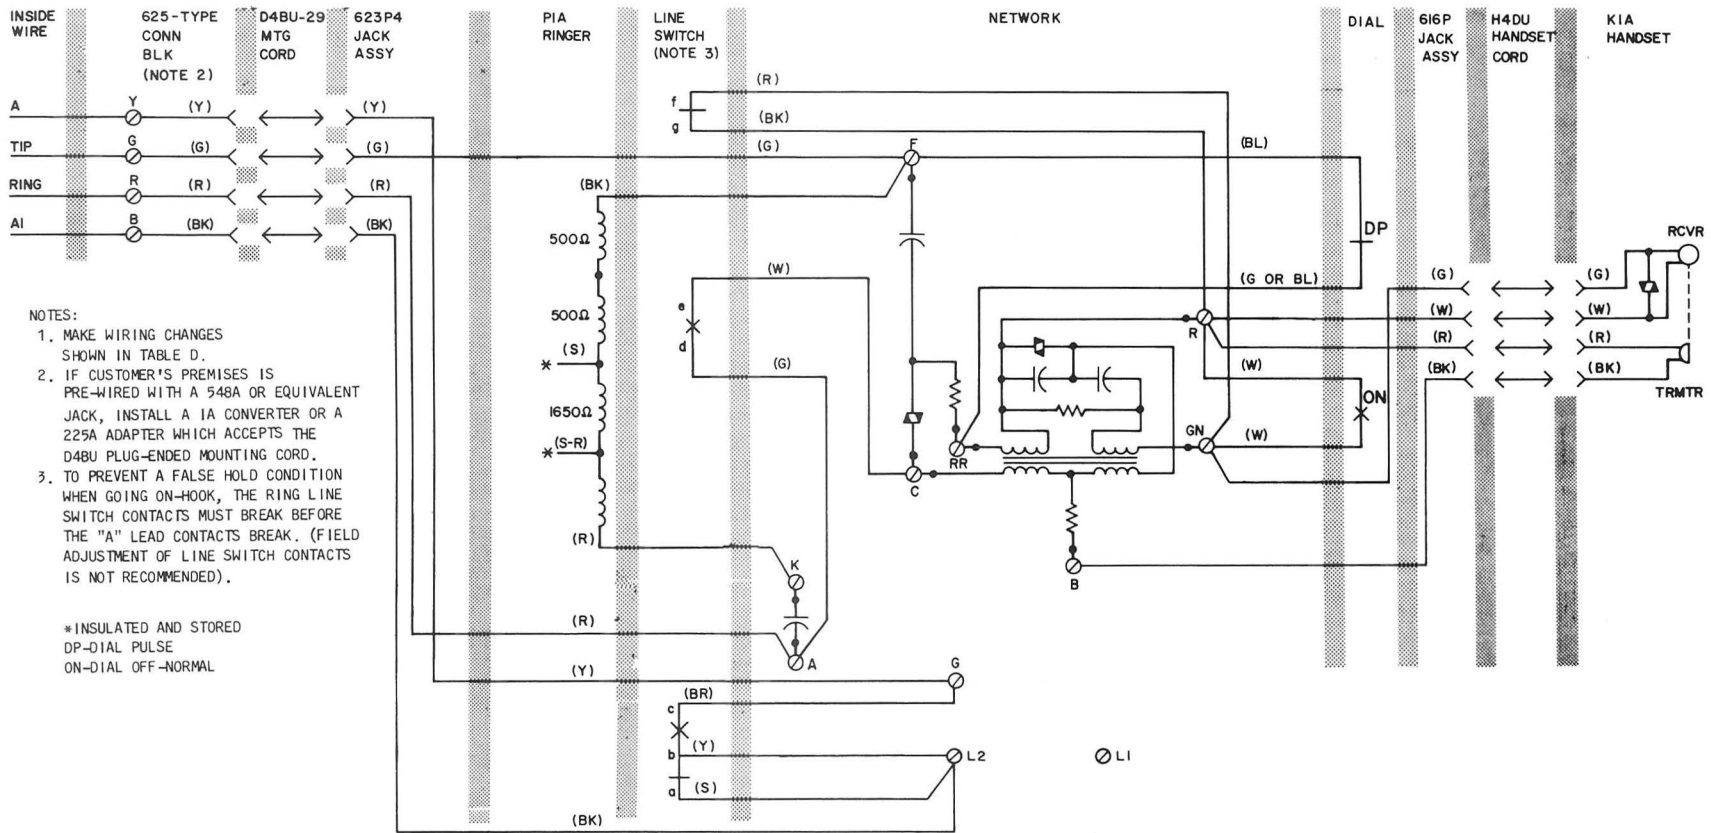 INSIDE
WIRE
625-TYPE
CONN
BLK
(NOTE 2)
D4BU-29
MTG
CORD
623P4
JACK
ASSY
PIA
RINGER
LINE
SWITCH
(NOTE 3)
NETWORK
DIAL
616P
JACK
ASSY
H4DU
HANDSET
CORD
KIA
HANDSET
A
Y
(Y)
(Y)
TIP
G
(G)
(G)
RING
R
(R)
(R)
AI
B
(BK)
(BK)
f
g
(R)
(BK)
(G)
F
(BL)
(BK)
500Ω
500Ω
* (S)
1650Ω
* (S-R)
(R)
e
d
(W)
(G)
DP
(G OR BL)
R
(W)
ON
GN
(W)
RR
C
B
K
(R)
A
(Y)
G
(BR)
c
b
(Y)
L2
L1
a
(S)
(BK)
(G)
(W)
(R)
(BK)
(G)
(W)
(R)
(BK)
RCVR
TRMTR
NOTES:
1. MAKE WIRING CHANGES
SHOWN IN TABLE D.
2. IF CUSTOMER'S PREMISES IS
PRE-WIRED WITH A 548A OR EQUIVALENT
JACK, INSTALL A IA CONVERTER OR A
225A ADAPTER WHICH ACCEPTS THE
D4BU PLUG-ENDED MOUNTING CORD.
3. TO PREVENT A FALSE HOLD CONDITION
WHEN GOING ON-HOOK, THE RING LINE
SWITCH CONTACTS MUST BREAK BEFORE
THE "A" LEAD CONTACTS BREAK. (FIELD
ADJUSTMENT OF LINE SWITCH CONTACTS
IS NOT RECOMMENDED).
*INSULATED AND STORED
DP-DIAL PULSE
ON-DIAL OFF-NORMAL